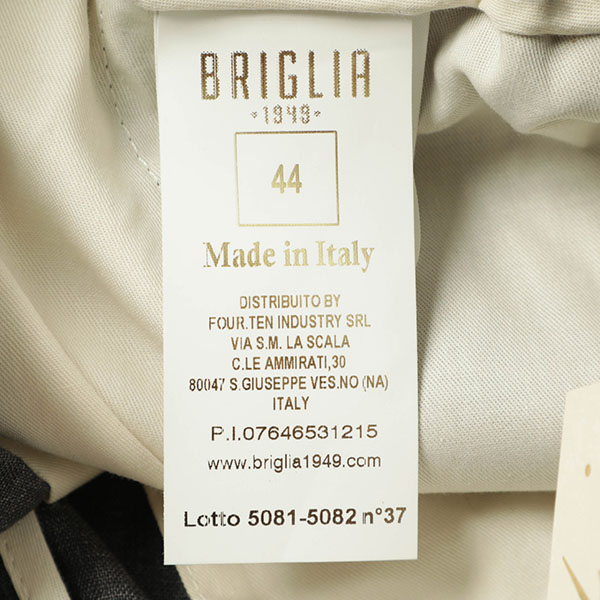 BRIGLIA
•1949•
44
Made in Italy
DISTRIBUITO BY
FOUR.TEN INDUSTRY SRL
VIA S.M. LA SCALA
C.LE AMMIRATI,30
80047 S.GIUSEPPE VES.NO (NA)
ITALY
P.I.07646531215
www.briglia1949.com
Lotto 5081-5082 n°37